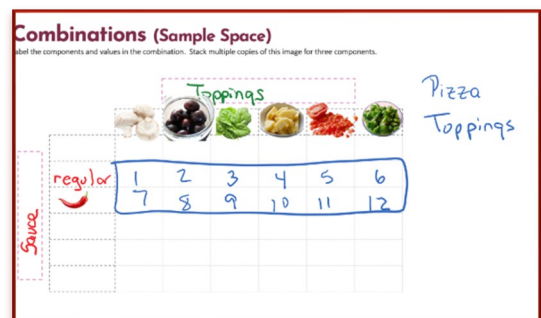 Combinations (Sample Space)
abel the components and values in the combination. Stack multiple copies of this image for three components.
Toppings
Pizza
Toppings
regular 1 2 3 4 5 6
7 8 9 10 11 12
Sauce